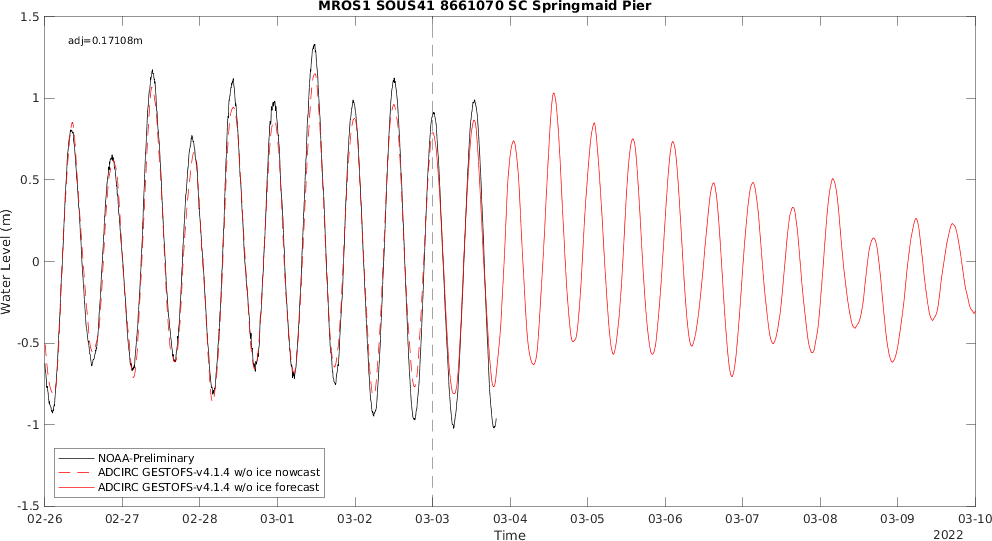 MROS1 SOUS41 8661070 SC Springmaid Pier
adj=0.17108m
1.5
1
0.5
0
-0.5
-1
-1.5
Water Level (m)
NOAA-Preliminary
ADCIRC GESTOFS-v4.1.4 w/o ice nowcast
ADCIRC GESTOFS-v4.1.4 w/o ice forecast
02-26 02-27 02-28 03-01 03-02 03-03 03-04 03-05 03-06 03-07 03-08 03-09 03-10
Time
2022